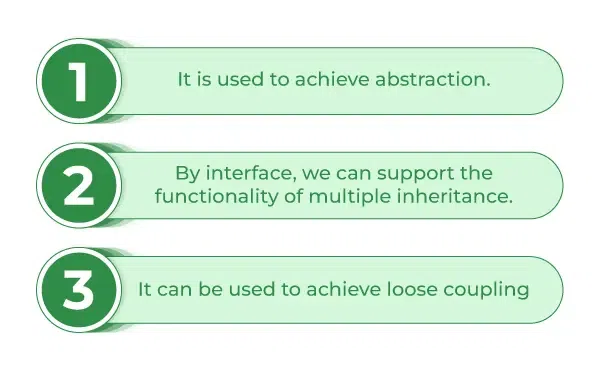 1
It is used to achieve abstraction.
2
By interface, we can support the
functionality of multiple inheritance.
3
It can be used to achieve loose coupling